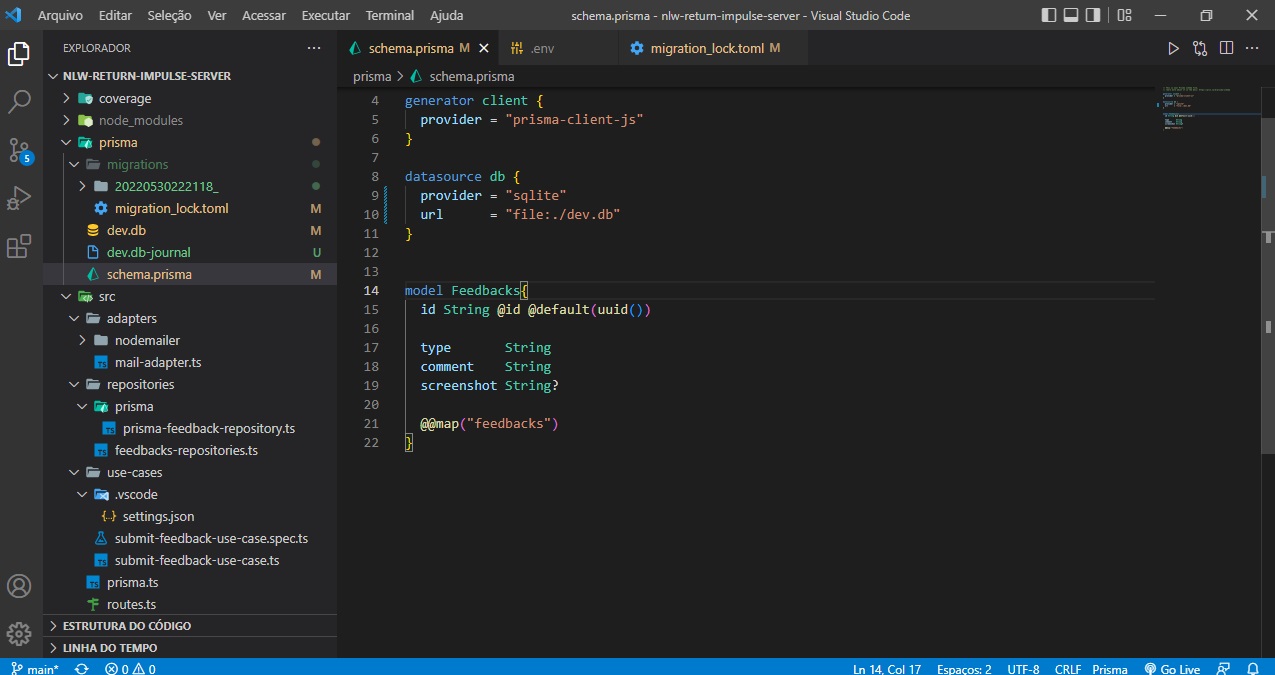 Arquivo Editar Seleção Ver Acessar Executar Terminal Ajuda schema.prisma - nlw-return-impulse-server - Visual Studio Code
EXPLORADOR
NLW-RETURN-IMPULSE-SERVER
coverage
node_modules
prisma
migrations
20220530222118_
migration_lock.toml M
dev.db M
dev.db-journal U
schema.prisma M
src
adapters
nodemailer
TS mail-adapter.ts
repositories
prisma
TS prisma-feedback-repository.ts
TS feedbacks-repositories.ts
use-cases
.vscode
settings.json
submit-feedback-use-case.spec.ts
TS submit-feedback-use-case.ts
TS prisma.ts
routes.ts
ESTRUTURA DO CÓDIGO
LINHA DO TEMPO
5
schema.prisma M .env migration_lock.toml M
prisma > schema.prisma
4 generator client {
5 provider = "prisma-client-js"
6 }
7
8 datasource db {
9 provider = "sqlite"
10 url = "file:./dev.db"
11 }
12
13
14 model Feedbacks{
15 id String @id @default(uuid())
16
17 type String
18 comment String
19 screenshot String?
20
21 @@map("feedbacks")
22 }
main* 0 0 Ln 14, Col 17 Espaços: 2 UTF-8 CRLF Prisma Go Live